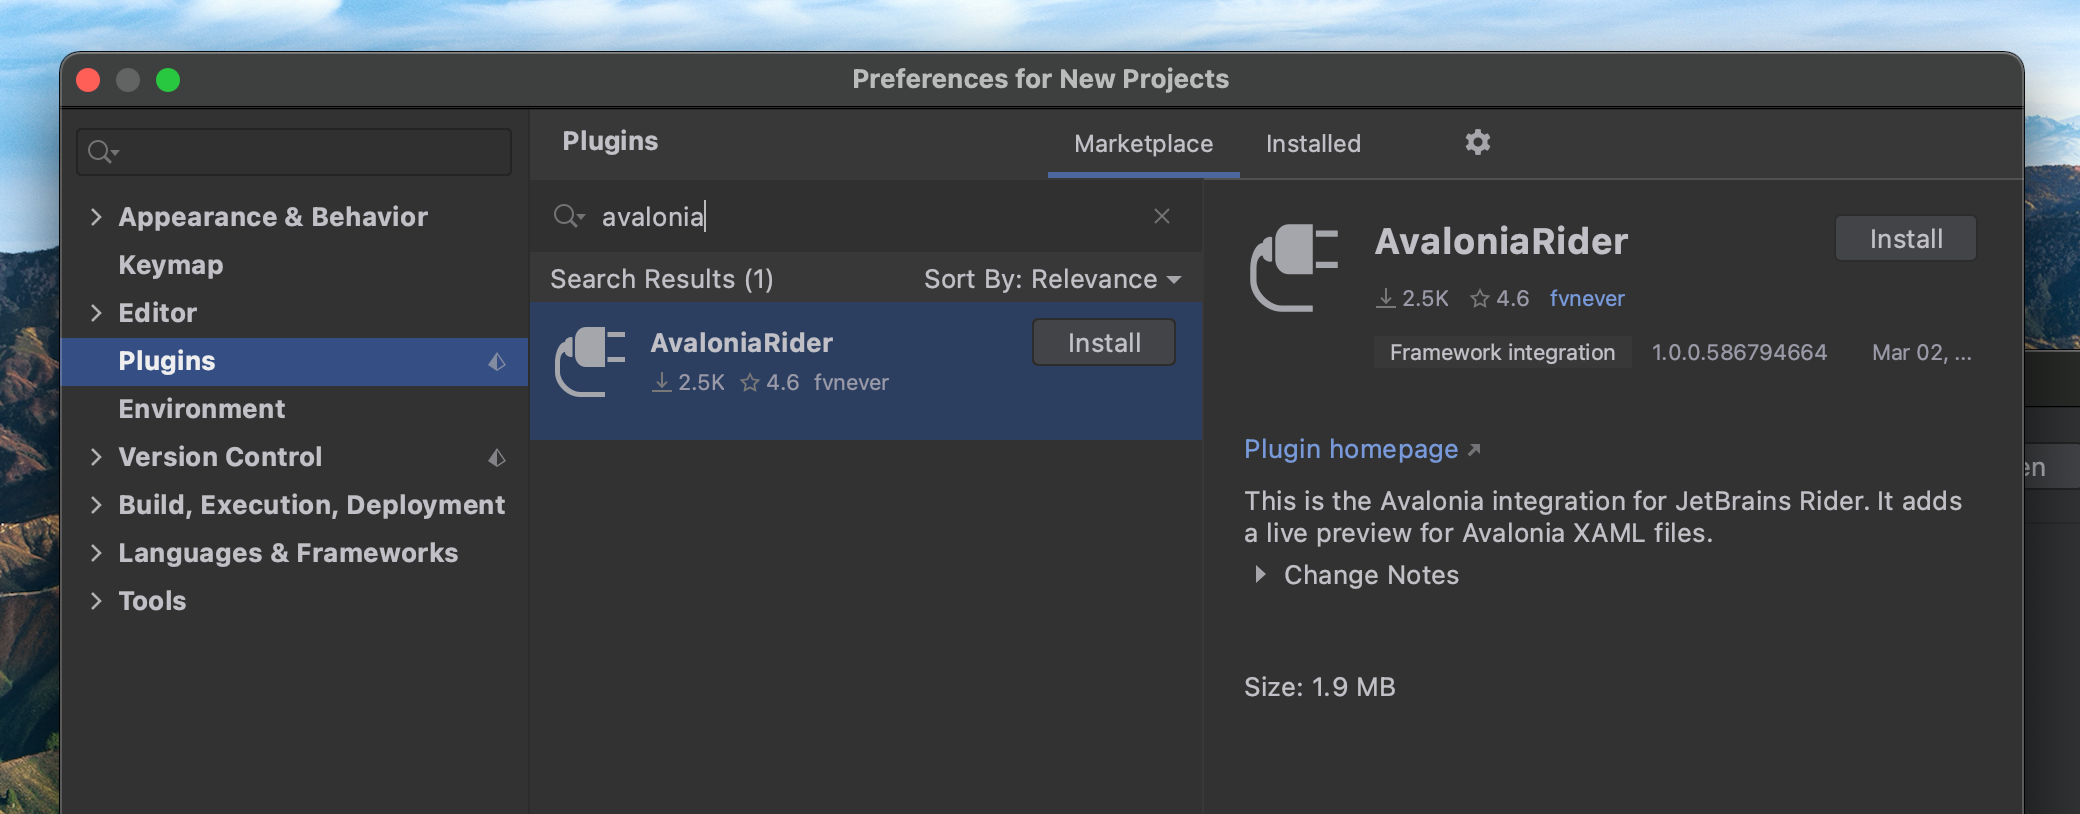 Preferences for New Projects
Appearance & Behavior
Keymap
Editor
Plugins
Environment
Version Control
Build, Execution, Deployment
Languages & Frameworks
Tools
Plugins
Marketplace
Installed
avalonia
Search Results (1)
Sort By: Relevance
AvaloniaRider
2.5K 4.6 fvnever
Install
AvaloniaRider
Install
2.5K 4.6 fvnever
Framework integration 1.0.0.586794664 Mar 02, ...
Plugin homepage
This is the Avalonia integration for JetBrains Rider. It adds
a live preview for Avalonia XAML files.
Change Notes
Size: 1.9 MB